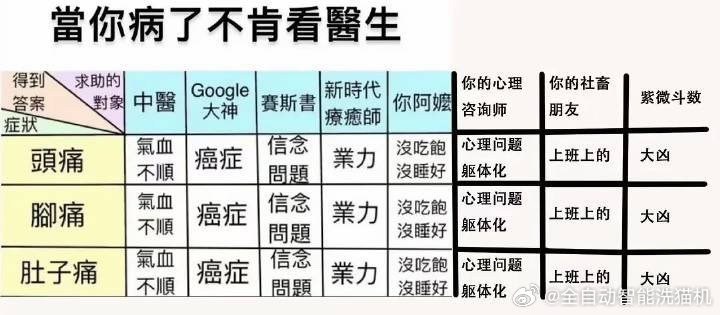 當你病了不肯看醫生
得到答案 求助的對象 症狀 中醫 Google大神 賽斯書 新時代療癒師 你阿嬤 你的心理咨询师 你的社畜朋友 紫微斗数
頭痛 氣血不順 癌症 信念問題 業力 沒吃飽沒睡好 心理问题躯体化 上班上的 大凶
腳痛 氣血不順 癌症 信念問題 業力 沒吃飽沒睡好 心理问题躯体化 上班上的 大凶
肚子痛 氣血不順 癌症 信念問題 業力 沒吃飽沒睡好 心理问题躯体化 上班上的 大凶
@全自动智能洗猫机